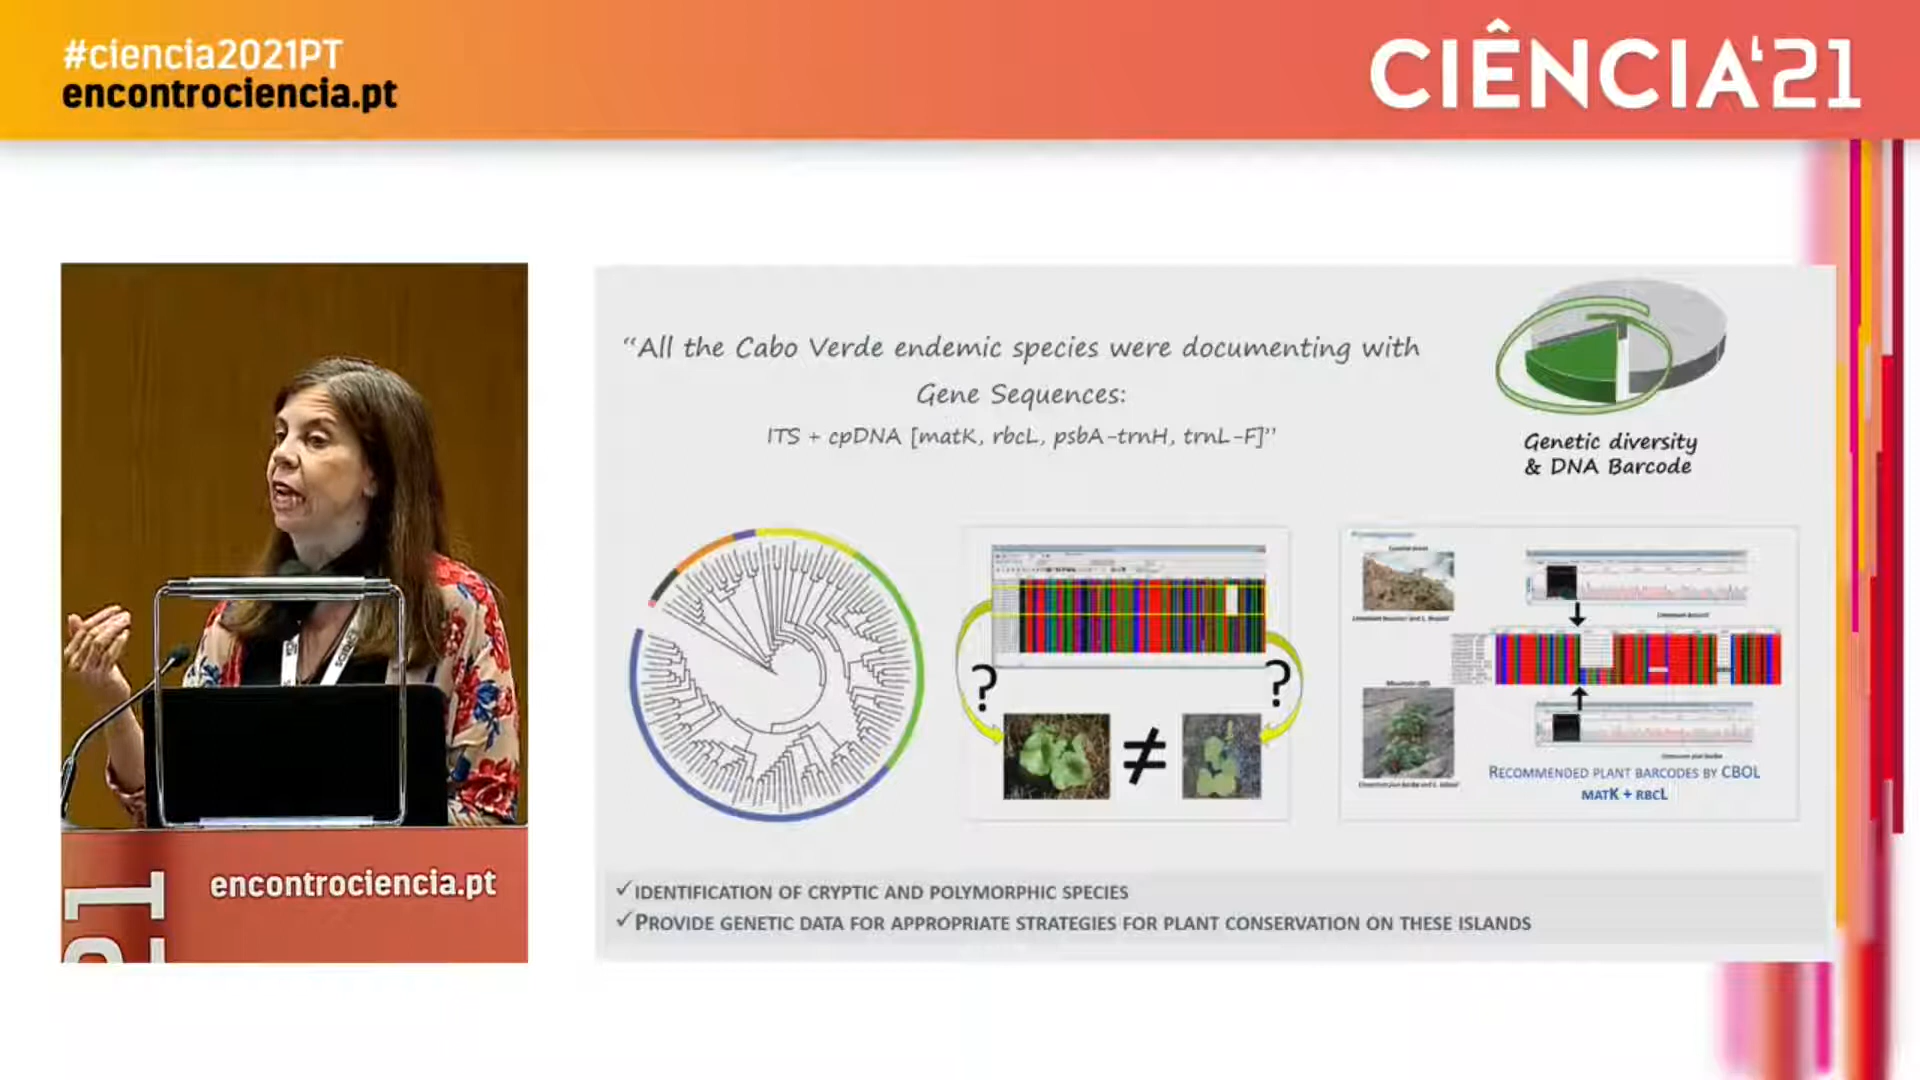 #ciencia2021PT
encontrociencia.pt
CIÊNCIA'21
"All the Cabo Verde endemic species were documenting with
Gene Sequences:
ITS + cpDNA [matK, rbcL, psbA-trnH, trnL-F]"
Genetic diversity
& DNA Barcode
?
?
≠
RECOMMENDED PLANT BARCODES BY CBOL
MATK + RBCL
✓IDENTIFICATION OF CRYPTIC AND POLYMORPHIC SPECIES
✓PROVIDE GENETIC DATA FOR APPROPRIATE STRATEGIES FOR PLANT CONSERVATION ON THESE ISLANDS
encontrociencia.pt
21